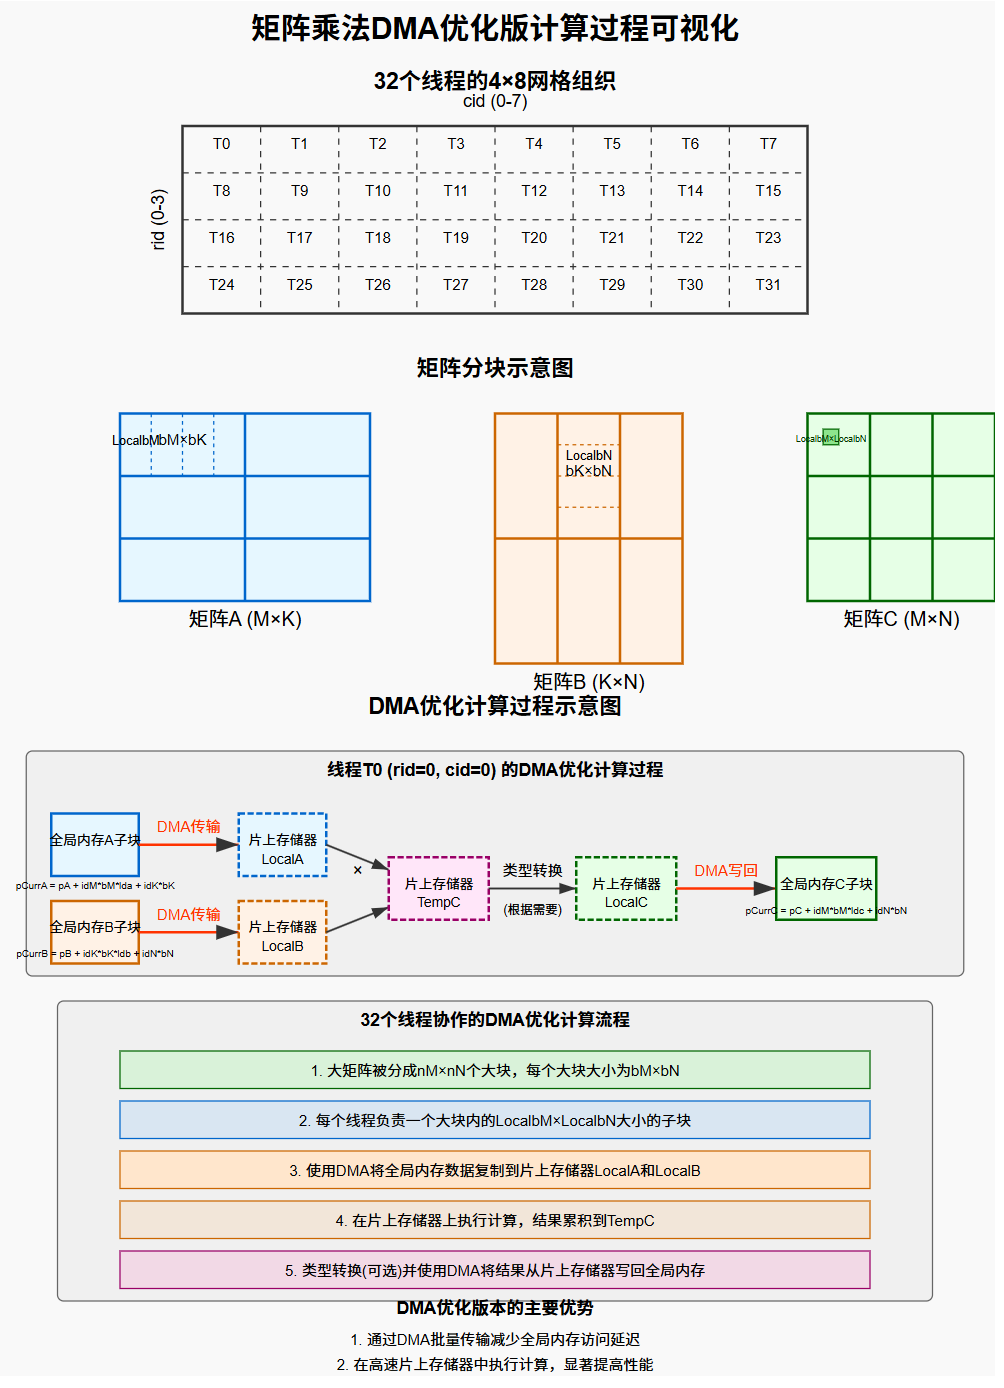 矩阵乘法DMA优化版计算过程可视化
32个线程的4×8网格组织
cid (0-7)
rid (0-3)
T0 T1 T2 T3 T4 T5 T6 T7
T8 T9 T10 T11 T12 T13 T14 T15
T16 T17 T18 T19 T20 T21 T22 T23
T24 T25 T26 T27 T28 T29 T30 T31
矩阵分块示意图
LocalbM
bM×bK
LocalbN
bK×bN
LocalbM×LocalbN
矩阵A (M×K)
矩阵B (K×N)
矩阵C (M×N)
DMA优化计算过程示意图
线程T0 (rid=0, cid=0) 的DMA优化计算过程
全局内存A子块
pCurrA = pA + idM*bM*lda + idK*bK
DMA传输
片上存储器
LocalA
全局内存B子块
pCurrB = pB + idK*bK*ldb + idN*bN
DMA传输
片上存储器
LocalB
×
片上存储器
TempC
类型转换
(根据需要)
片上存储器
LocalC
DMA写回
全局内存C子块
pCurrC = pC + idM*bM*ldc + idN*bN
32个线程协作的DMA优化计算流程
1. 大矩阵被分成nM×nN个大块，每个大块大小为bM×bN
2. 每个线程负责一个大块内的LocalbM×LocalbN大小的子块
3. 使用DMA将全局内存数据复制到片上存储器LocalA和LocalB
4. 在片上存储器上执行计算，结果累积到TempC
5. 类型转换(可选)并使用DMA将结果从片上存储器写回全局内存
DMA优化版本的主要优势
1. 通过DMA批量传输减少全局内存访问延迟
2. 在高速片上存储器中执行计算，显著提高性能